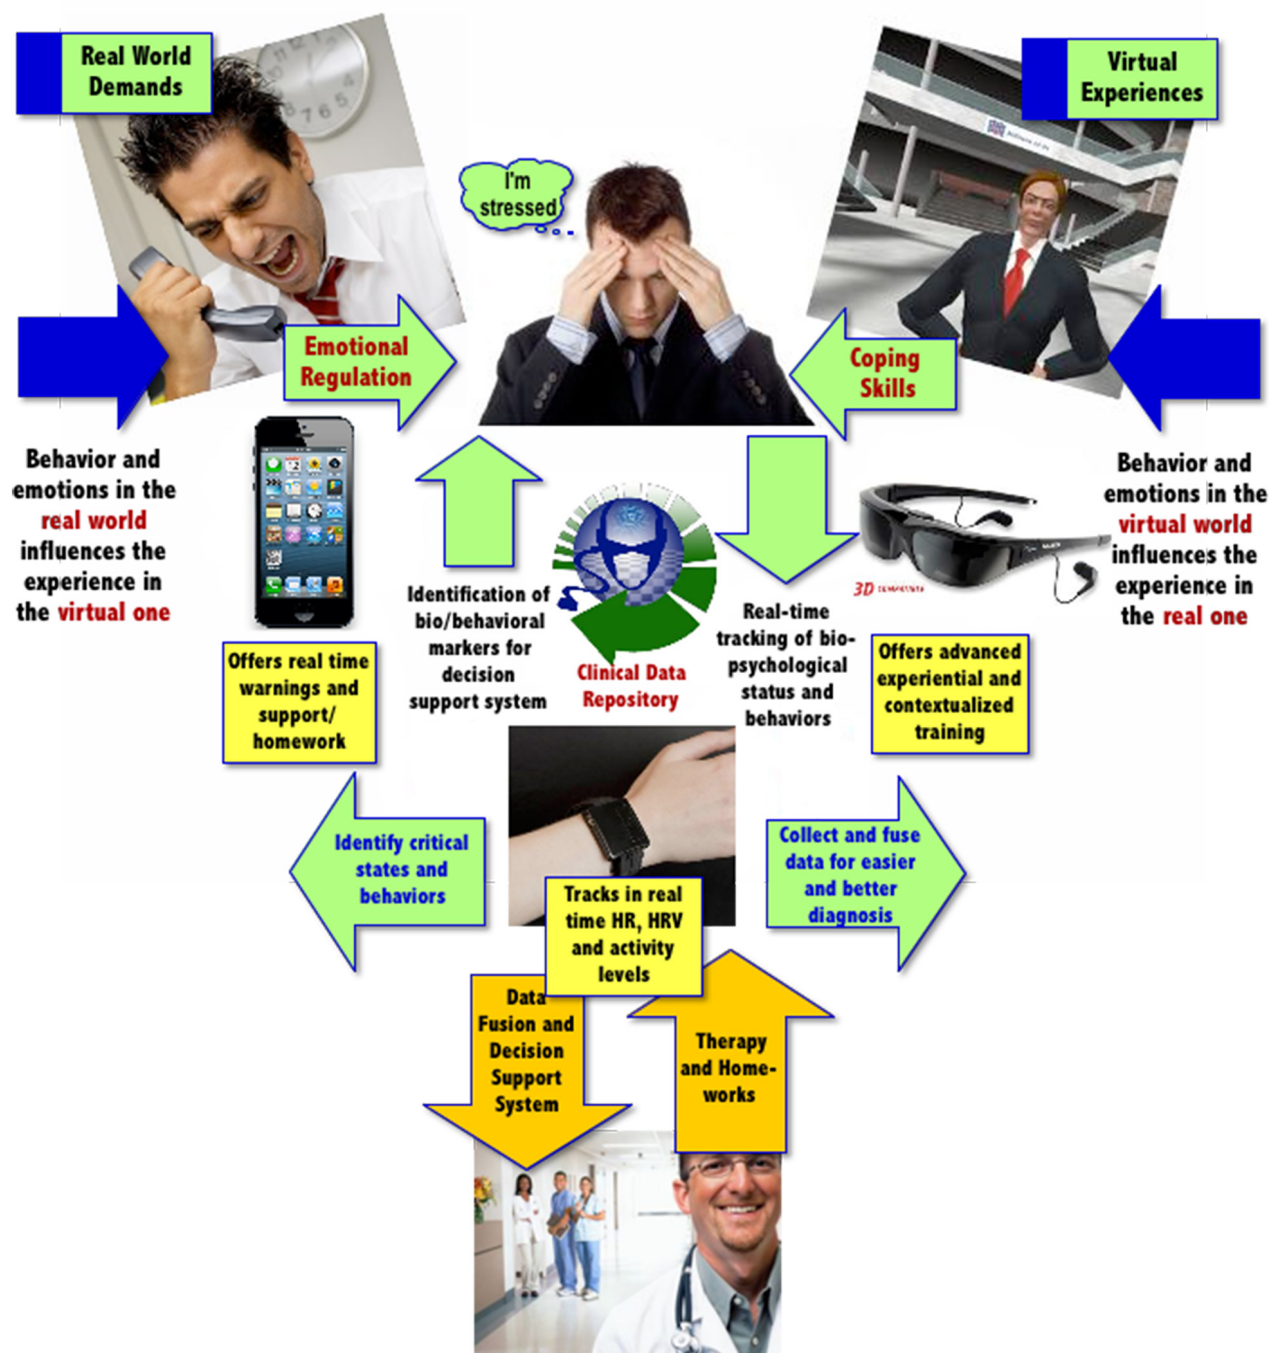 Real World
Demands
Virtual
Experiences
I'm
stressed
Emotional
Regulation
Coping
Skills
Behavior and
emotions in the
real world
influences the
experience in
the virtual one
Behavior and
emotions in the
virtual world
influences the
experience in
the real one
Identification of
bio/behavioral
markers for
decision
support system
Clinical Data
Repository
Real-time
tracking of bio-
psychological
status and
behaviors
3D
Offers real time
warnings and
support/
homework
Offers advanced
experiential and
contextualized
training
Identify critical
states and
behaviors
Collect and fuse
data for easier
and better
diagnosis
Tracks in real
time HR, HRV
and activity
levels
Data
Fusion and
Decision
Support
System
Therapy
and Home-
works